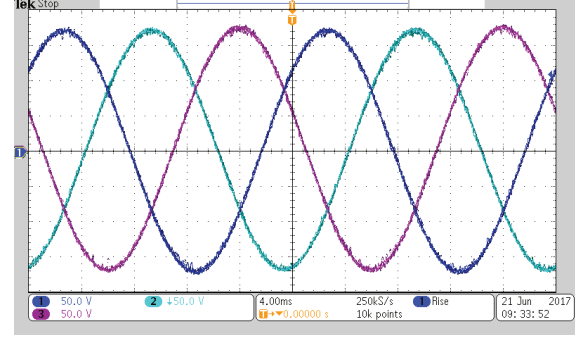 Tek Stop
T
T
1
1 50.0 V 2 ↓50.0 V 4.00ms 250kS/s 1 Rise 21 Jun 2017
3 50.0 V T→▼0.00000 s 10k points 09:33:52